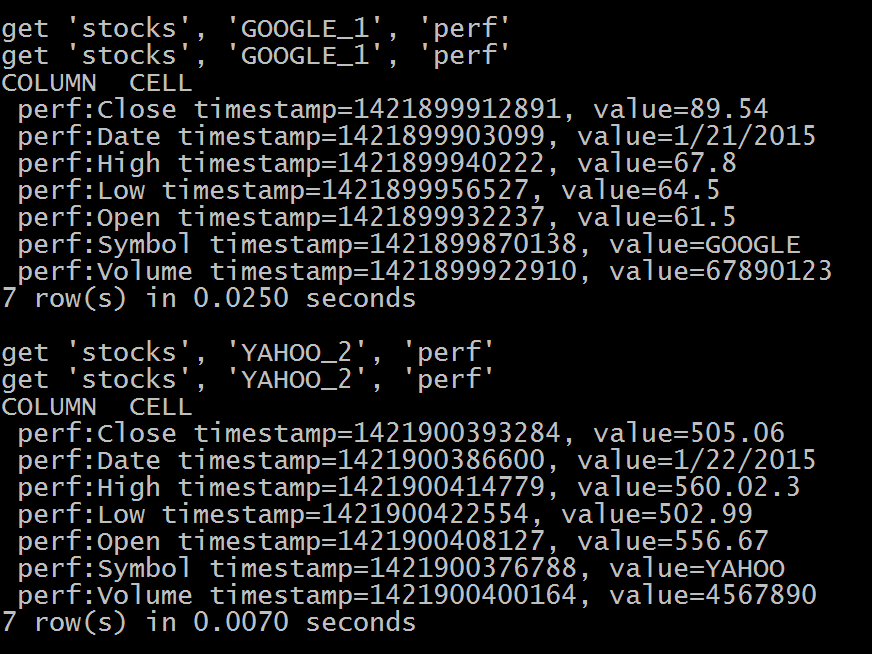 get 'stocks', 'GOOGLE_1', 'perf'
get 'stocks', 'GOOGLE_1', 'perf'
COLUMN  CELL
 perf:Close timestamp=1421899912891, value=89.54
 perf:Date timestamp=1421899903099, value=1/21/2015
 perf:High timestamp=1421899940222, value=67.8
 perf:Low timestamp=1421899956527, value=64.5
 perf:Open timestamp=1421899932237, value=61.5
 perf:Symbol timestamp=1421899870138, value=GOOGLE
 perf:Volume timestamp=1421899922910, value=67890123
7 row(s) in 0.0250 seconds

get 'stocks', 'YAHOO_2', 'perf'
get 'stocks', 'YAHOO_2', 'perf'
COLUMN  CELL
 perf:Close timestamp=1421900393284, value=505.06
 perf:Date timestamp=1421900386600, value=1/22/2015
 perf:High timestamp=1421900414779, value=560.02.3
 perf:Low timestamp=1421900422554, value=502.99
 perf:Open timestamp=1421900408127, value=556.67
 perf:Symbol timestamp=1421900376788, value=YAHOO
 perf:Volume timestamp=1421900400164, value=4567890
7 row(s) in 0.0070 seconds